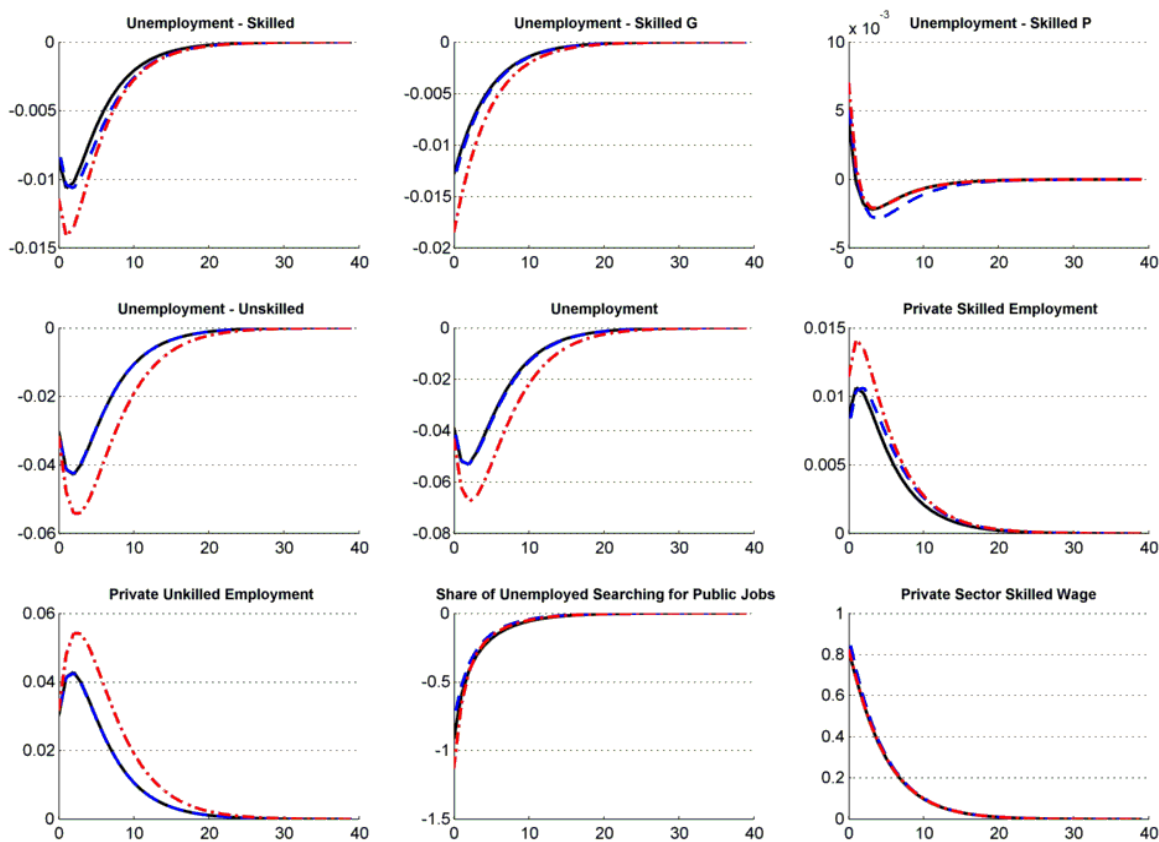 Unemployment - Skilled
0
-0.005
-0.01
-0.015
0 10 20 30 40
Unemployment - Skilled G
0
-0.005
-0.01
-0.015
-0.02
0 10 20 30 40
Unemployment - Skilled P
x 10⁻³
10
5
0
-5
0 10 20 30 40
Unemployment - Unskilled
0
-0.02
-0.04
-0.06
0 10 20 30 40
Unemployment
0
-0.02
-0.04
-0.06
-0.08
0 10 20 30 40
Private Skilled Employment
0.015
0.01
0.005
0
0 10 20 30 40
Private Unkilled Employment
0.06
0.04
0.02
0
0 10 20 30 40
Share of Unemployed Searching for Public Jobs
0
-0.5
-1
-1.5
0 10 20 30 40
Private Sector Skilled Wage
1
0.8
0.6
0.4
0.2
0
0 10 20 30 40